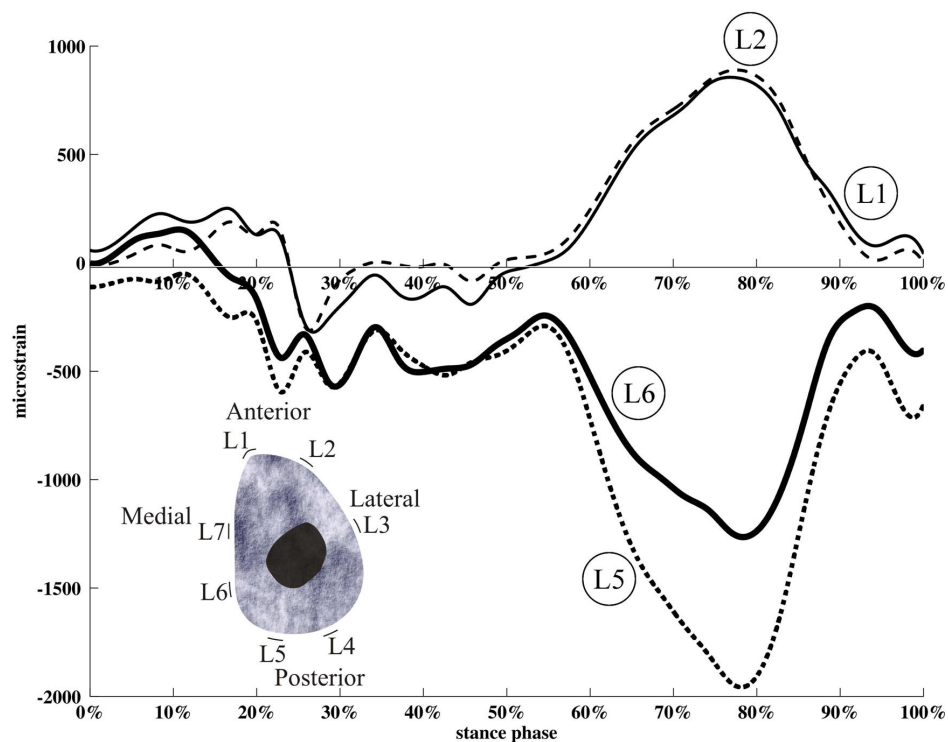 1000
L2
500
L1
0
10% 20% 30% 40% 50% 60% 70% 80% 90% 100%
microstrain
-500
L6
Anterior
L1 L2
-1000
Lateral
Medial L3
L7
-1500
L5
L6
L4
L5
Posterior
-2000
0% 10% 20% 30% 40% 50% 60% 70% 80% 90% 100%
stance phase